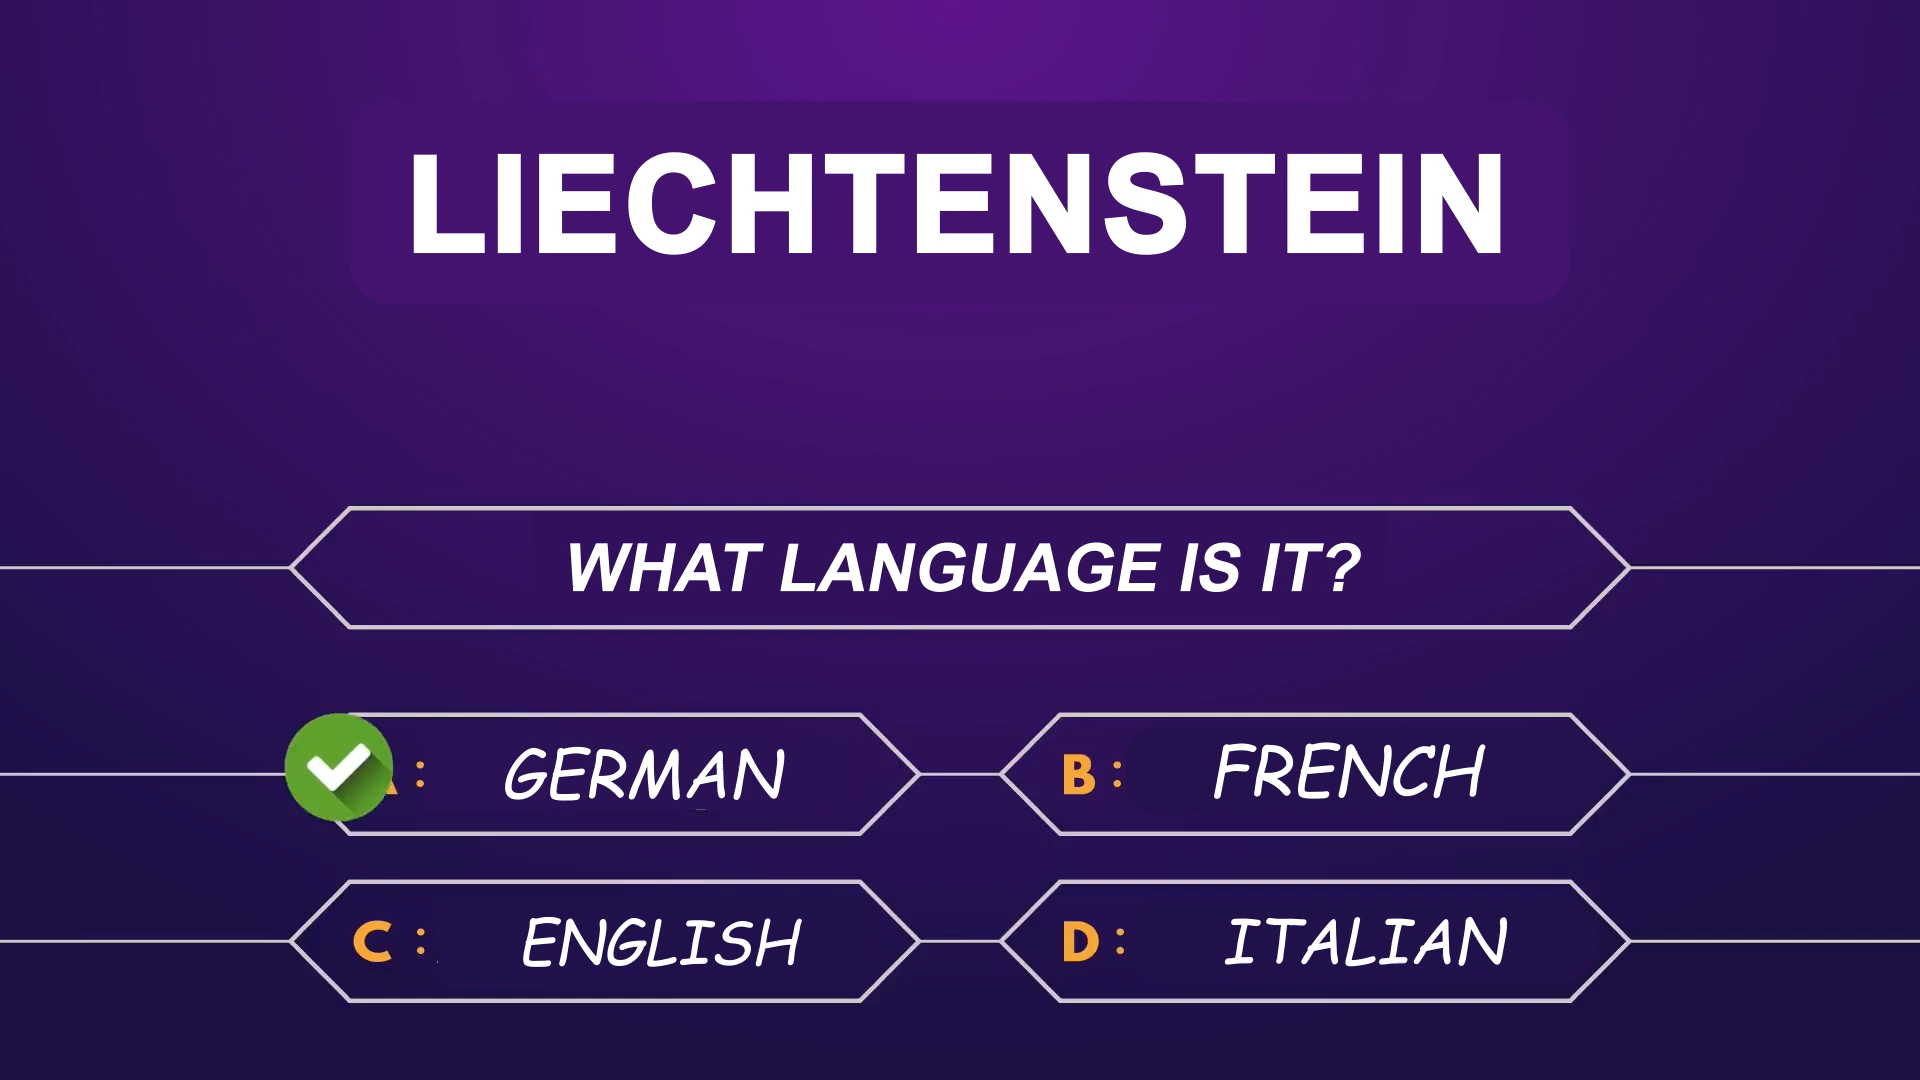 LIECHTENSTEIN
WHAT LANGUAGE IS IT?
: GERMAN
B : FRENCH
C : ENGLISH
D : ITALIAN